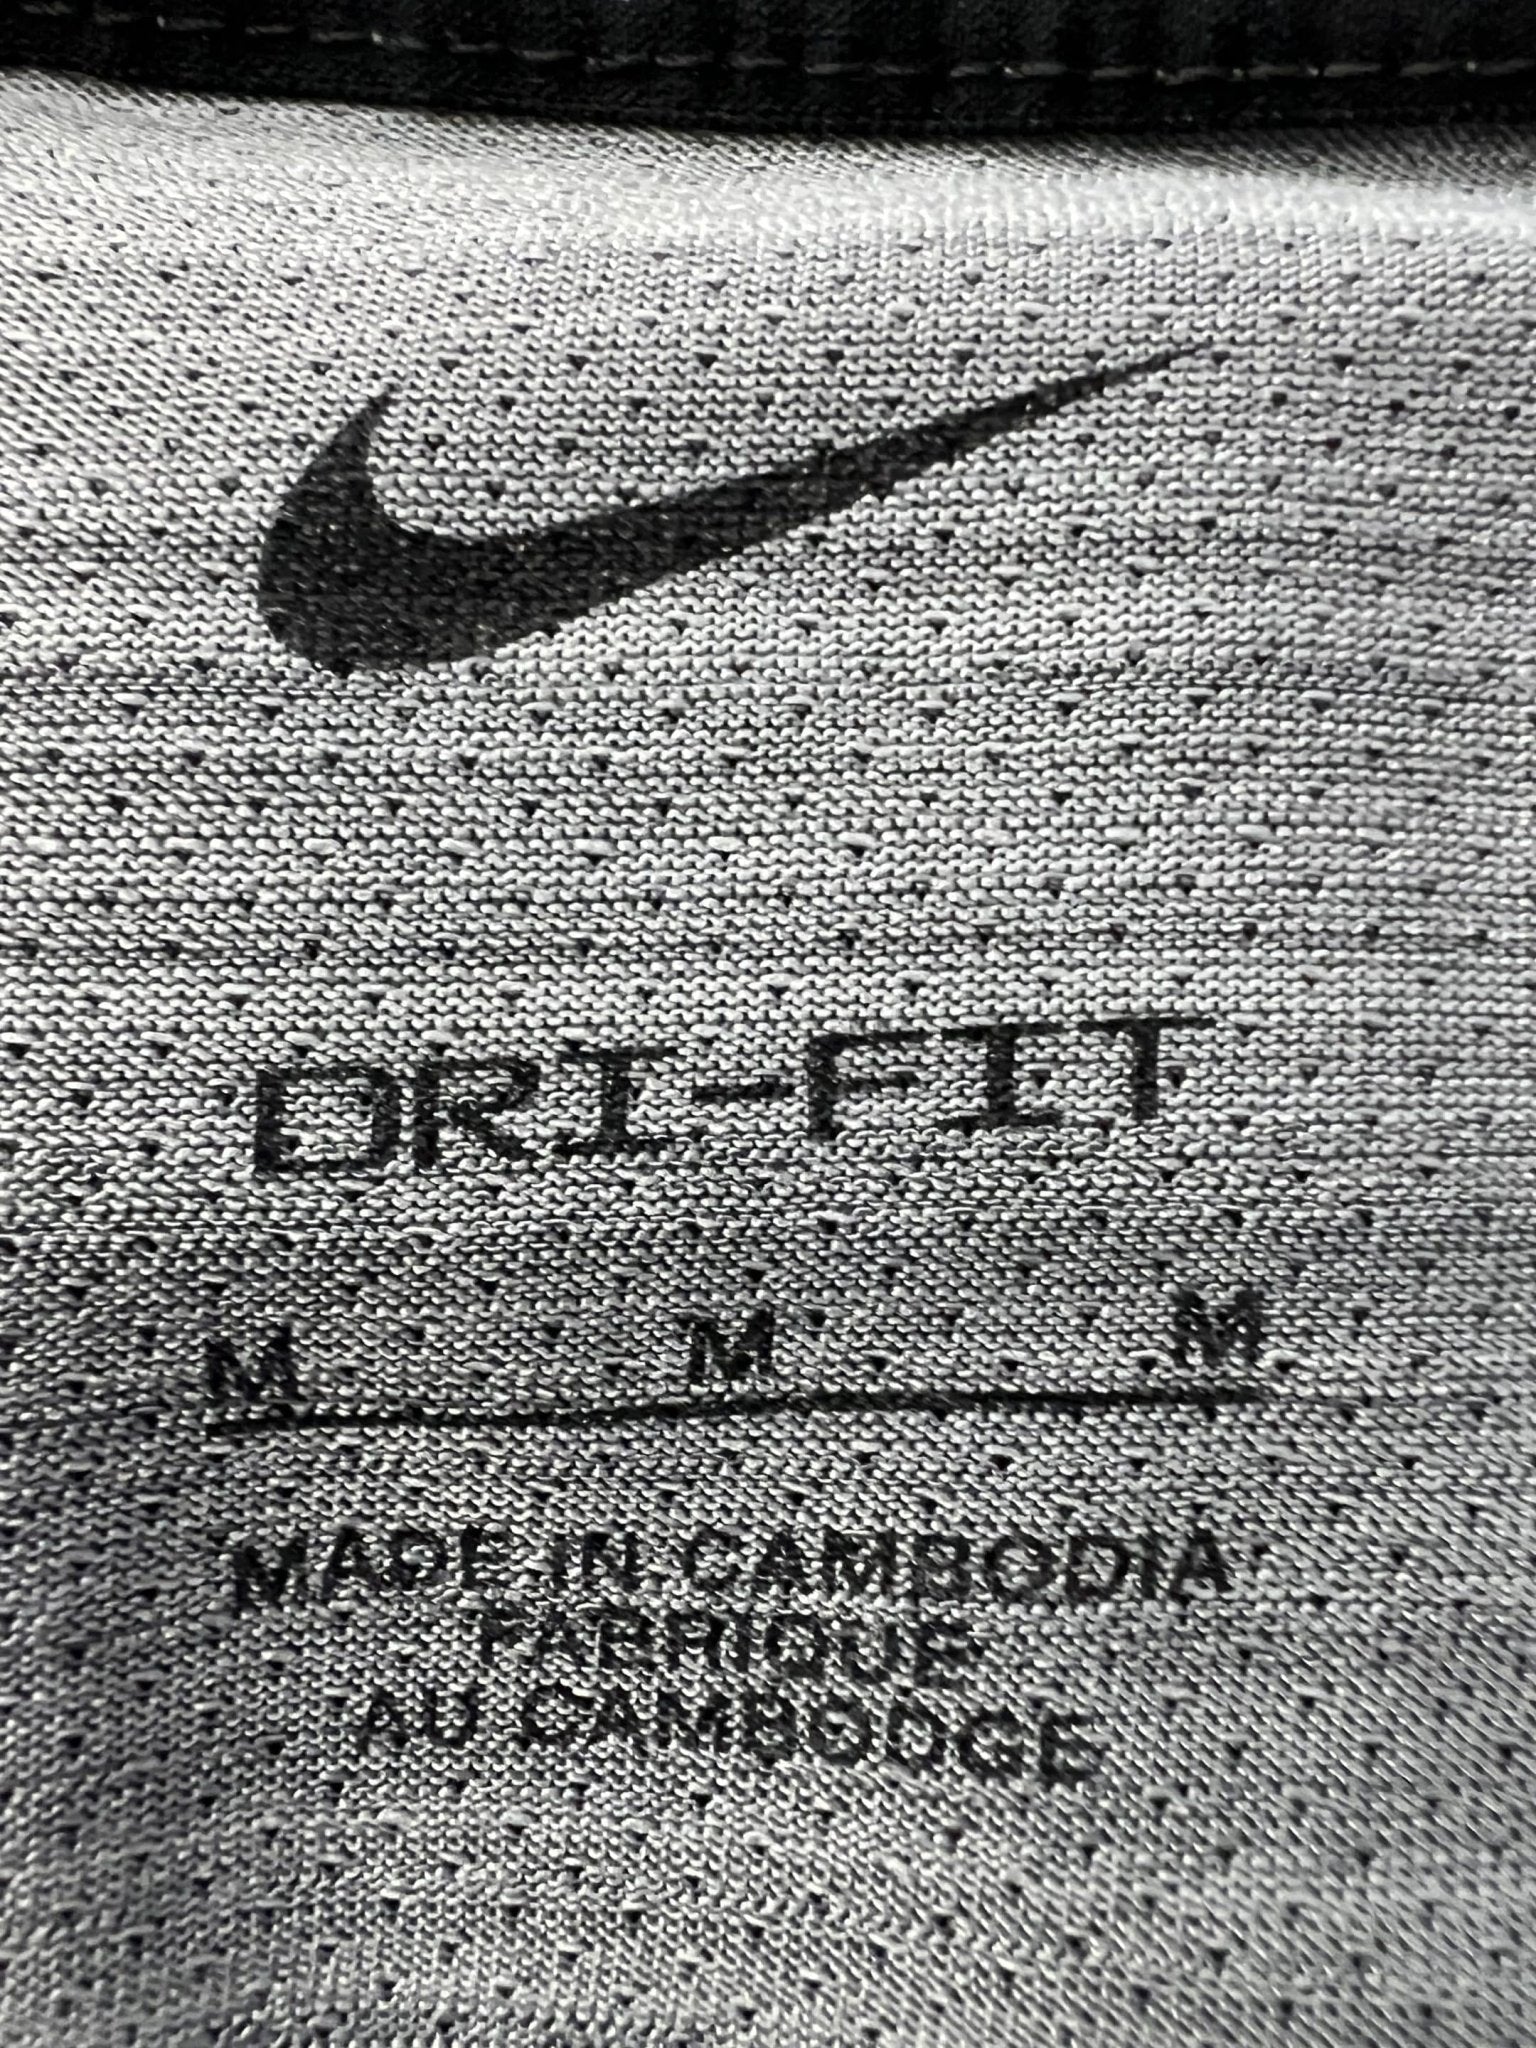 DRI-FIT
M M M
MADE IN CAMBODIA
FABRIQUE
AU CAMBODGE